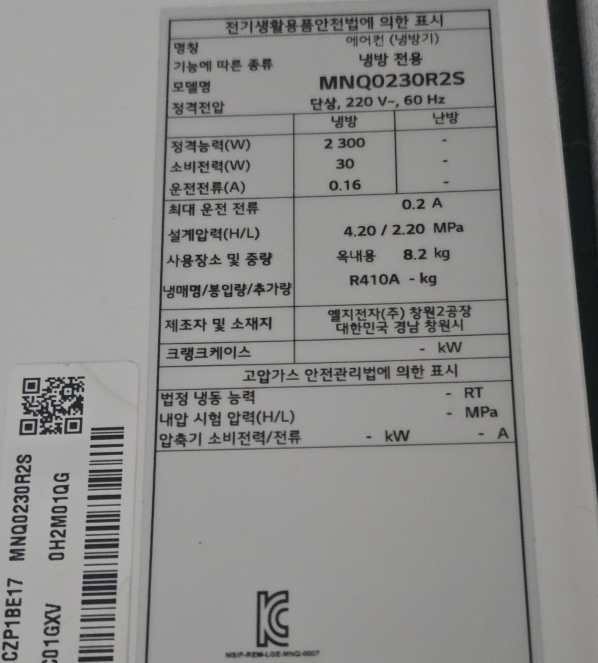 전기생활용품안전법에 의한 표시
명칭 에어컨 (냉방기)
기능에 따른 종류 냉방 전용
모델명 MNQ0230R2S
정격전압 단상, 220 V~, 60 Hz
냉방 난방
정격능력(W) 2 300 -
소비전력(W) 30 -
운전전류(A) 0.16 -
최대 운전 전류 0.2 A
설계압력(H/L) 4.20 / 2.20 MPa
사용장소 및 중량 옥내용 8.2 kg
냉매명/봉입량/추가량 R410A - kg
제조자 및 소재지 엘지전자(주) 창원2공장
대한민국 경남 창원시
크랭크케이스 - kW
고압가스 안전관리법에 의한 표시
법정 냉동 능력 - RT
내압 시험 압력(H/L) - MPa
압축기 소비전력/전류 - kW - A
MSIP-REM-LGE-MNQ-0007
CZP1BE17 MNQ0230R2S
C01GXV 0H2M01QG